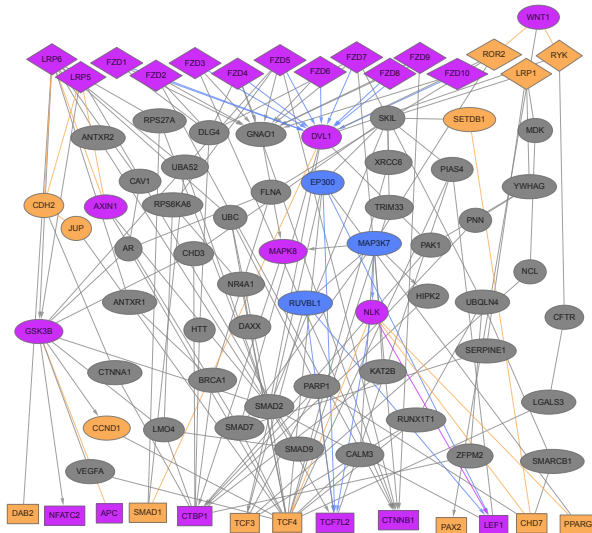 WNT1
ROR2
RYK
LRP6
FZD1
FZD3
FZD5
FZD7
FZD9
LRP5
FZD2
FZD4
FZD6
FZD8
FZD10
LRP1
RPS27A
ANTXR2
DLG4
GNAO1
DVL1
SKIL
SETDB1
MDK
UBA52
XRCC6
PIAS4
CAV1
EP300
YWHAG
FLNA
CDH2
AXIN1
RPS6KA6
UBC
TRIM33
PNN
JUP
AR
CHD3
MAPK8
MAP3K7
PAK1
NCL
NR4A1
HIPK2
ANTXR1
RUVBL1
NLK
UBQLN4
CFTR
GSK3B
HTT
DAXX
SERPINE1
CTNNA1
BRCA1
PARP1
KAT2B
LGALS3
SMAD2
CCND1
LMO4
SMAD7
RUNX1T1
SMAD9
CALM3
ZFPM2
SMARCB1
VEGFA
DAB2
NFATC2
APC
SMAD1
CTBP1
TCF3
TCF4
TCF7L2
CTNNB1
PAX2
LEF1
CHD7
PPARG